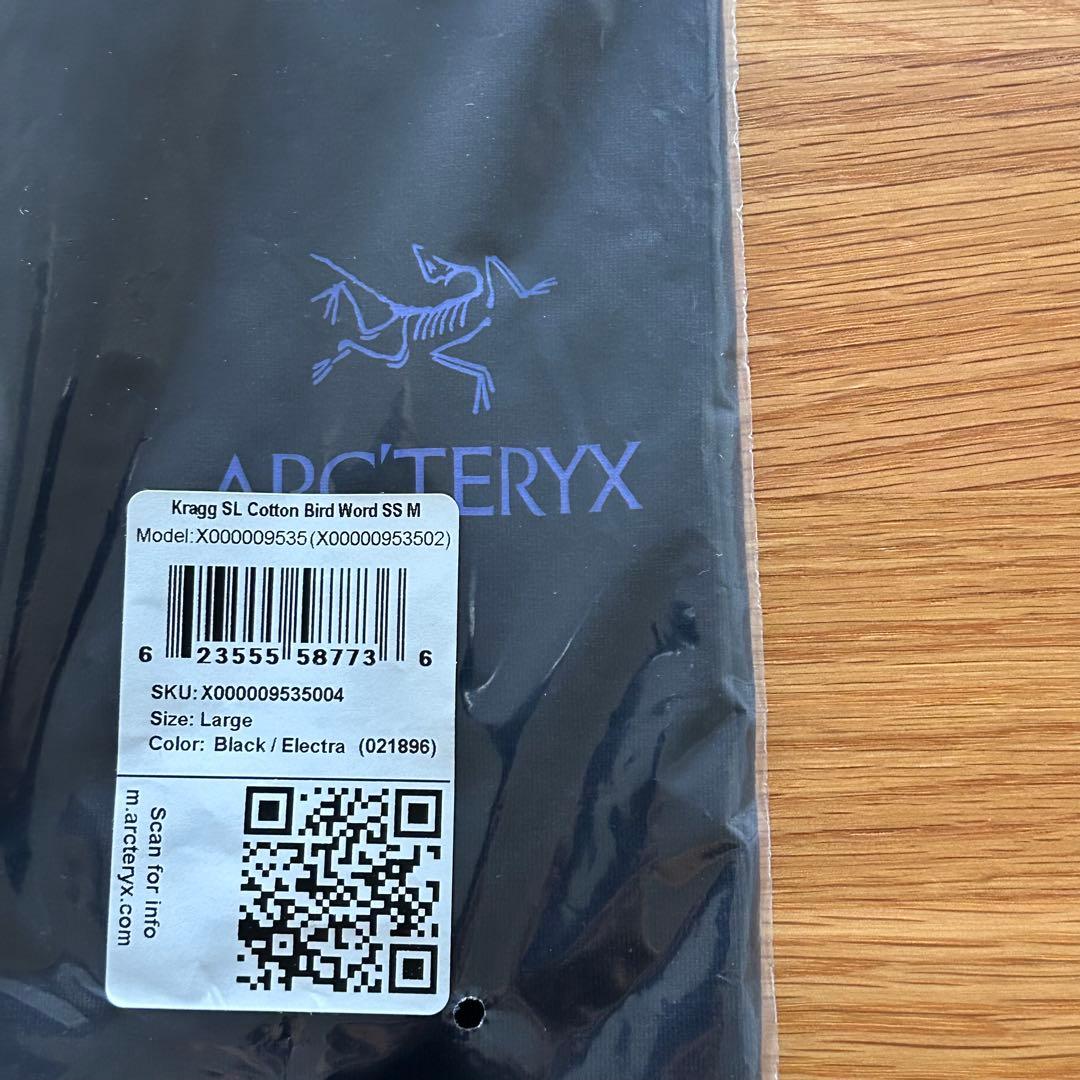 ARC'TERYX
Kragg SL Cotton Bird Word SS M
Model: X000009535 (X00000953502)
6 23555 58773 6
SKU: X000009535004
Size: Large
Color: Black / Electra (021896)
Scan for info
m.arcteryx.com